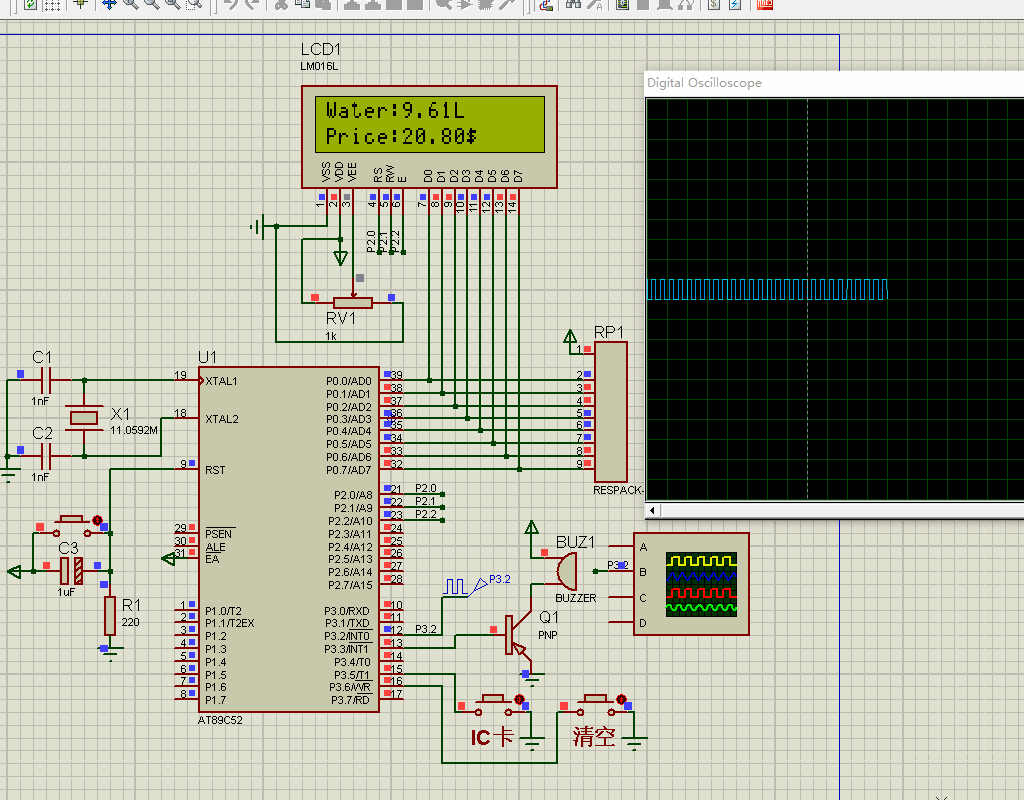 LCD1
LM016L
Digital Oscilloscope
Water:9.61L
Price:20.80$
VSS
VDD
VEE
RS
RW
E
D0
D1
D2
D3
D4
D5
D6
D7
1
2
3
4
5
6
7
8
9
10
11
12
13
14
P2.0
P2.1
P2.2
RV1
1k
RP1
1
2
3
4
5
6
7
8
9
RESPACK-
C1
1nF
X1
11.0592M
C2
1nF
C3
1uF
R1
220
U1
19
XTAL1
18
XTAL2
9
RST
29
PSEN
30
ALE
31
EA
1
P1.0/T2
2
P1.1/T2EX
3
P1.2
4
P1.3
5
P1.4
6
P1.5
7
P1.6
8
P1.7
P0.0/AD0
39
P0.1/AD1
38
P0.2/AD2
37
P0.3/AD3
36
P0.4/AD4
35
P0.5/AD5
34
P0.6/AD6
33
P0.7/AD7
32
P2.0/A8
21
P2.0
P2.1/A9
22
P2.1
P2.2/A10
23
P2.2
P2.3/A11
24
P2.4/A12
25
P2.5/A13
26
P2.6/A14
27
P2.7/A15
28
P3.0/RXD
10
P3.1/TXD
11
P3.2/INT0
12
P3.2
P3.3/INT1
13
P3.4/T0
14
P3.5/T1
15
P3.6/WR
16
P3.7/RD
17
AT89C52
P3.2
BUZ1
BUZZER
Q1
PNP
P3.2
A
B
C
D
IC卡
清空